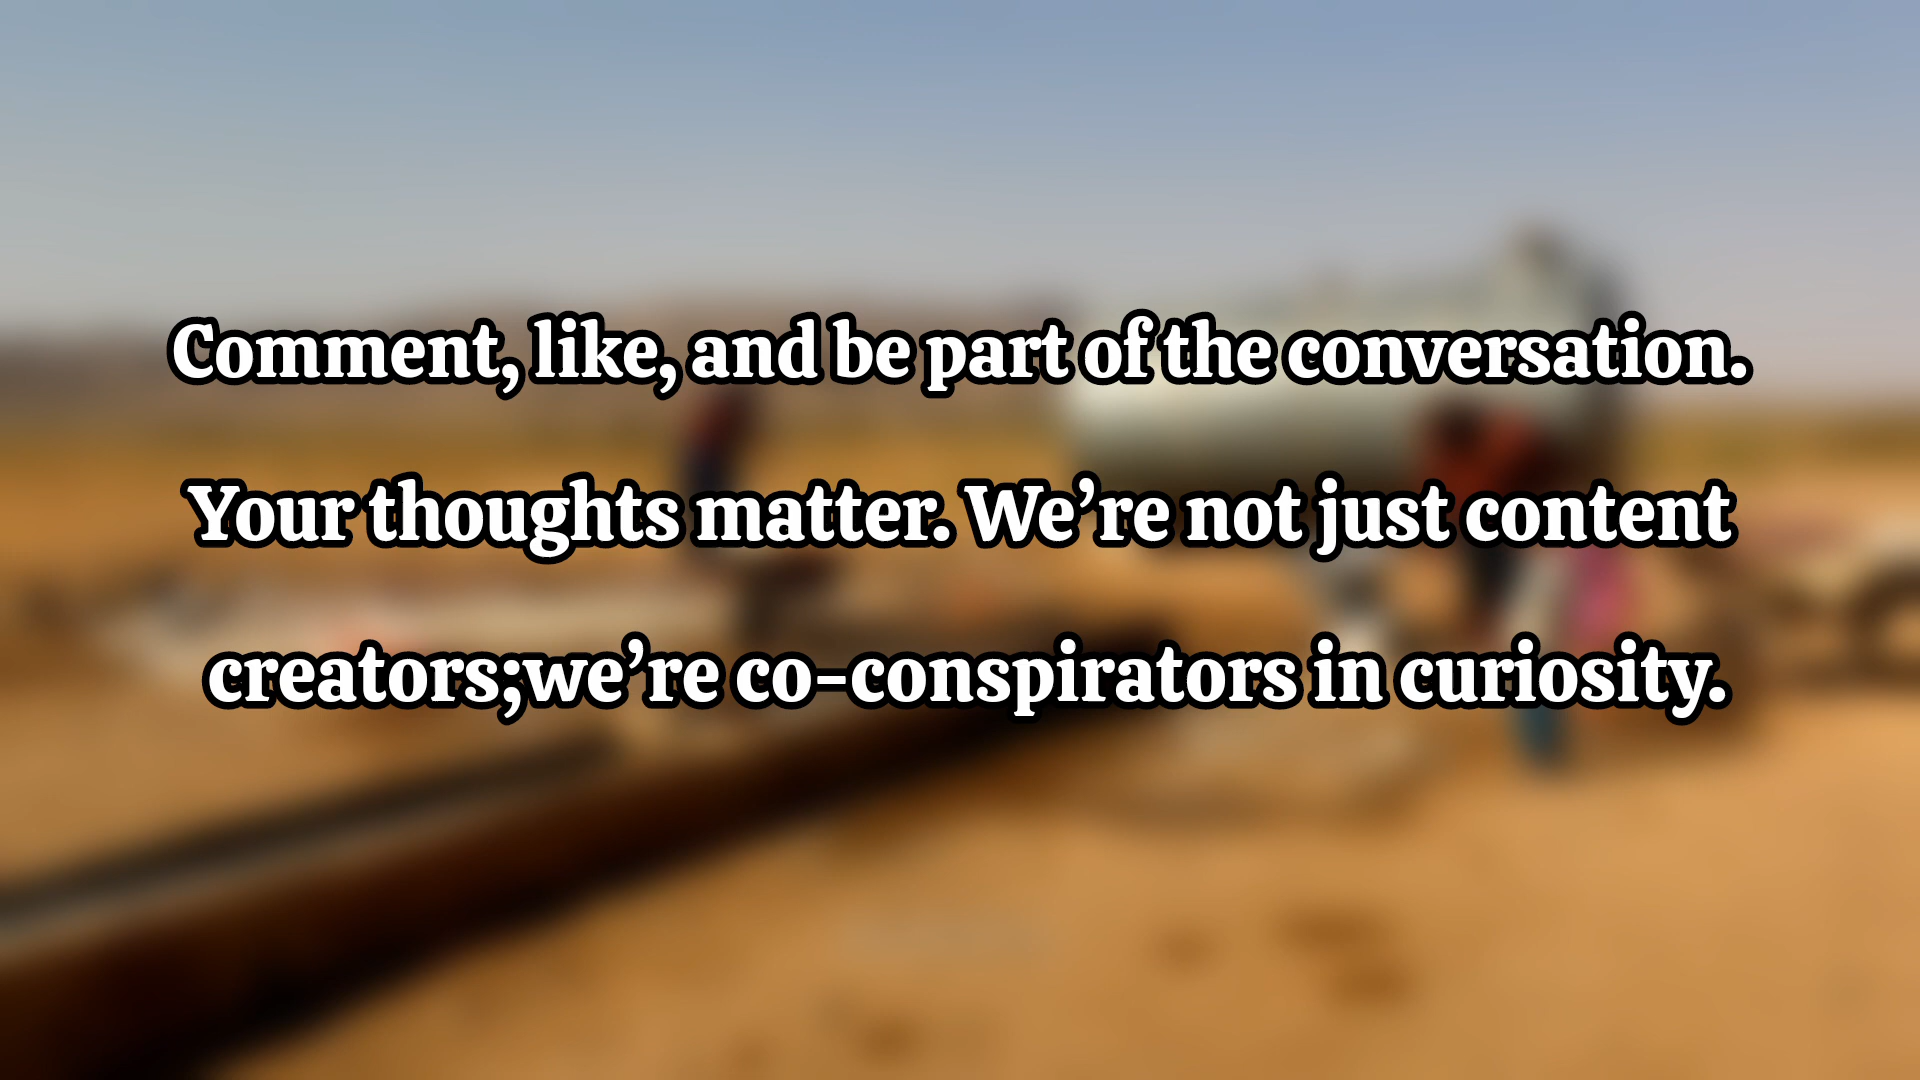 Comment, like, and be part of the conversation.
Your thoughts matter. We’re not just content
creators;we’re co-conspirators in curiosity.